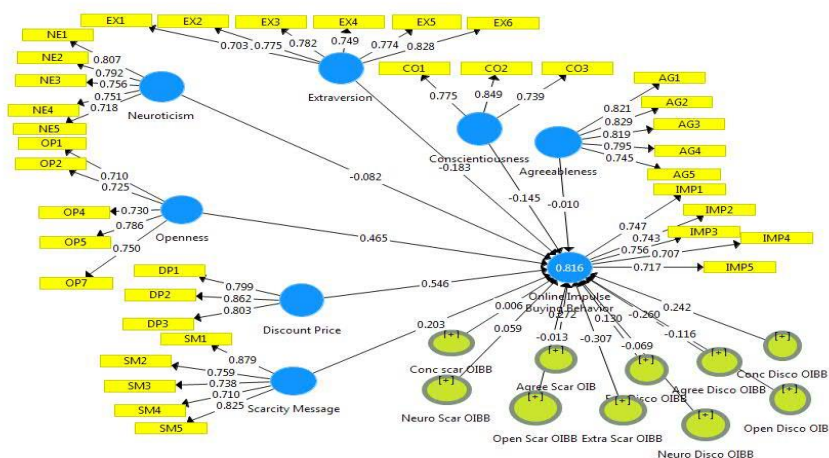 EX1
EX2
EX3
EX4
EX5
EX6
0.703
0.775
0.782
0.749
0.774
0.828
Extraversion
NE1
NE2
NE3
NE4
NE5
0.807
0.792
0.756
0.751
0.718
Neuroticism
CO1
CO2
CO3
0.775
0.849
0.739
Conscientiousness
AG1
AG2
AG3
AG4
AG5
0.821
0.829
0.819
0.795
0.745
Agreeableness
OP1
OP2
OP4
OP5
OP7
0.710
0.725
0.730
0.786
0.750
Openness
-0.082
-0.183
-0.145
-0.010
0.465
0.546
0.203
IMP1
IMP2
IMP3
IMP4
IMP5
0.747
0.743
0.756
0.707
0.717
0.816
Online Impulse
Buying Behavior
DP1
DP2
DP3
0.799
0.862
0.803
Discount Price
SM1
SM2
SM3
SM4
SM5
0.879
0.759
0.738
0.710
0.825
Scarcity Message
0.006
0.059
-0.013
0.130
-0.307
-0.069
-0.260
-0.116
0.242
[+]
Conc scar OIBB
[+]
Neuro Scar OIBB
[+]
Agree Scar OIB
[+]
Open Scar OIBB
[+]
Extra Scar OIBB
[+]
Disco OIBB
[+]
Agree Disco OIBB
[+]
Neuro Disco OIBB
[+]
Conc Disco OIBB
[+]
Open Disco OIBB